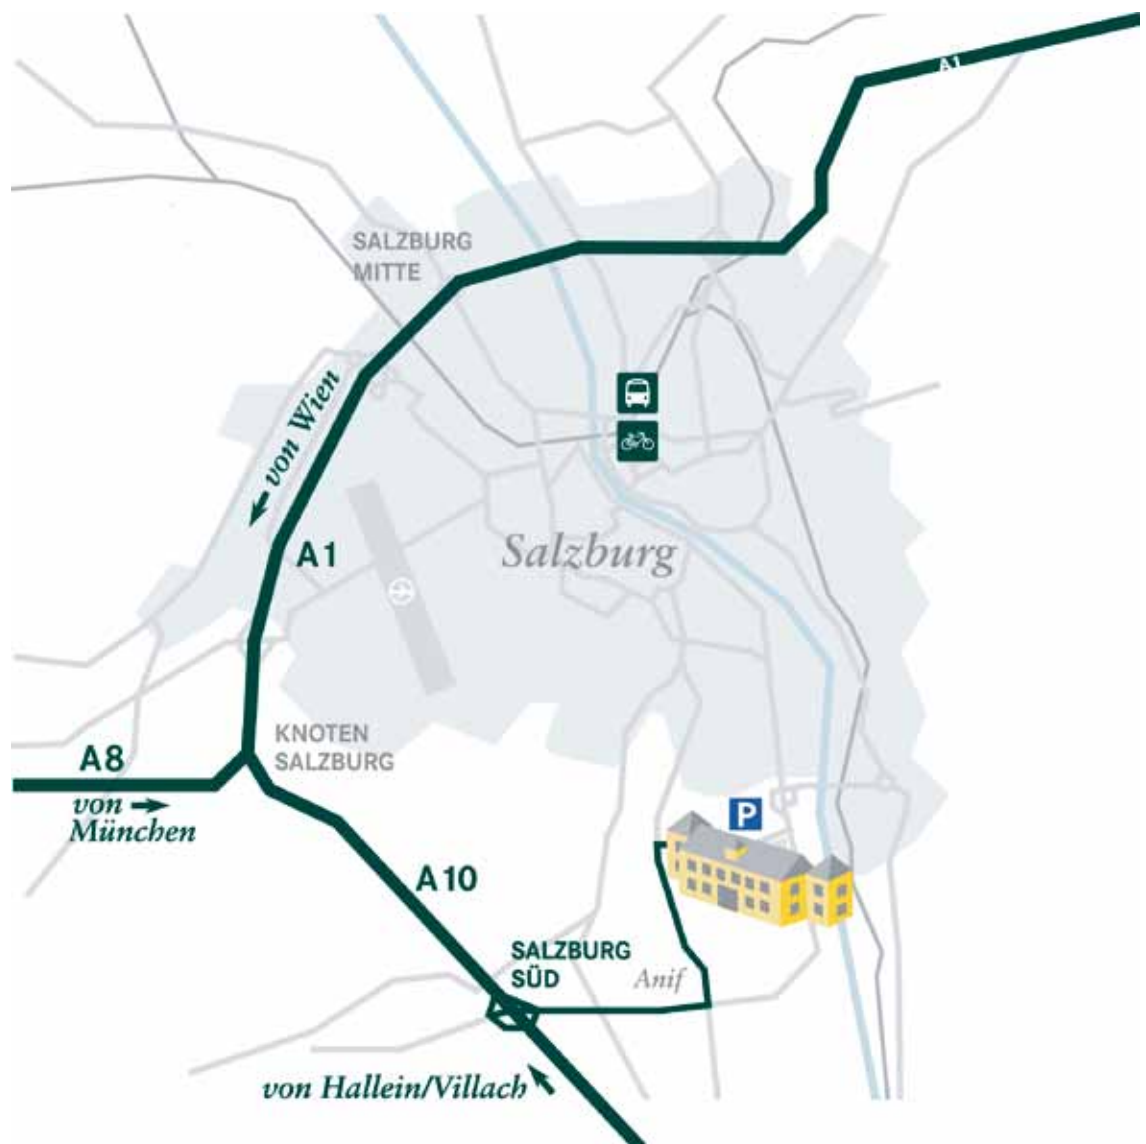 A1
SALZBURG
MITTE
← von Wien
A1
Salzburg
KNOTEN
SALZBURG
A8
von →
München
P
A10
SALZBURG
SÜD
Anif
von Hallein/Villach